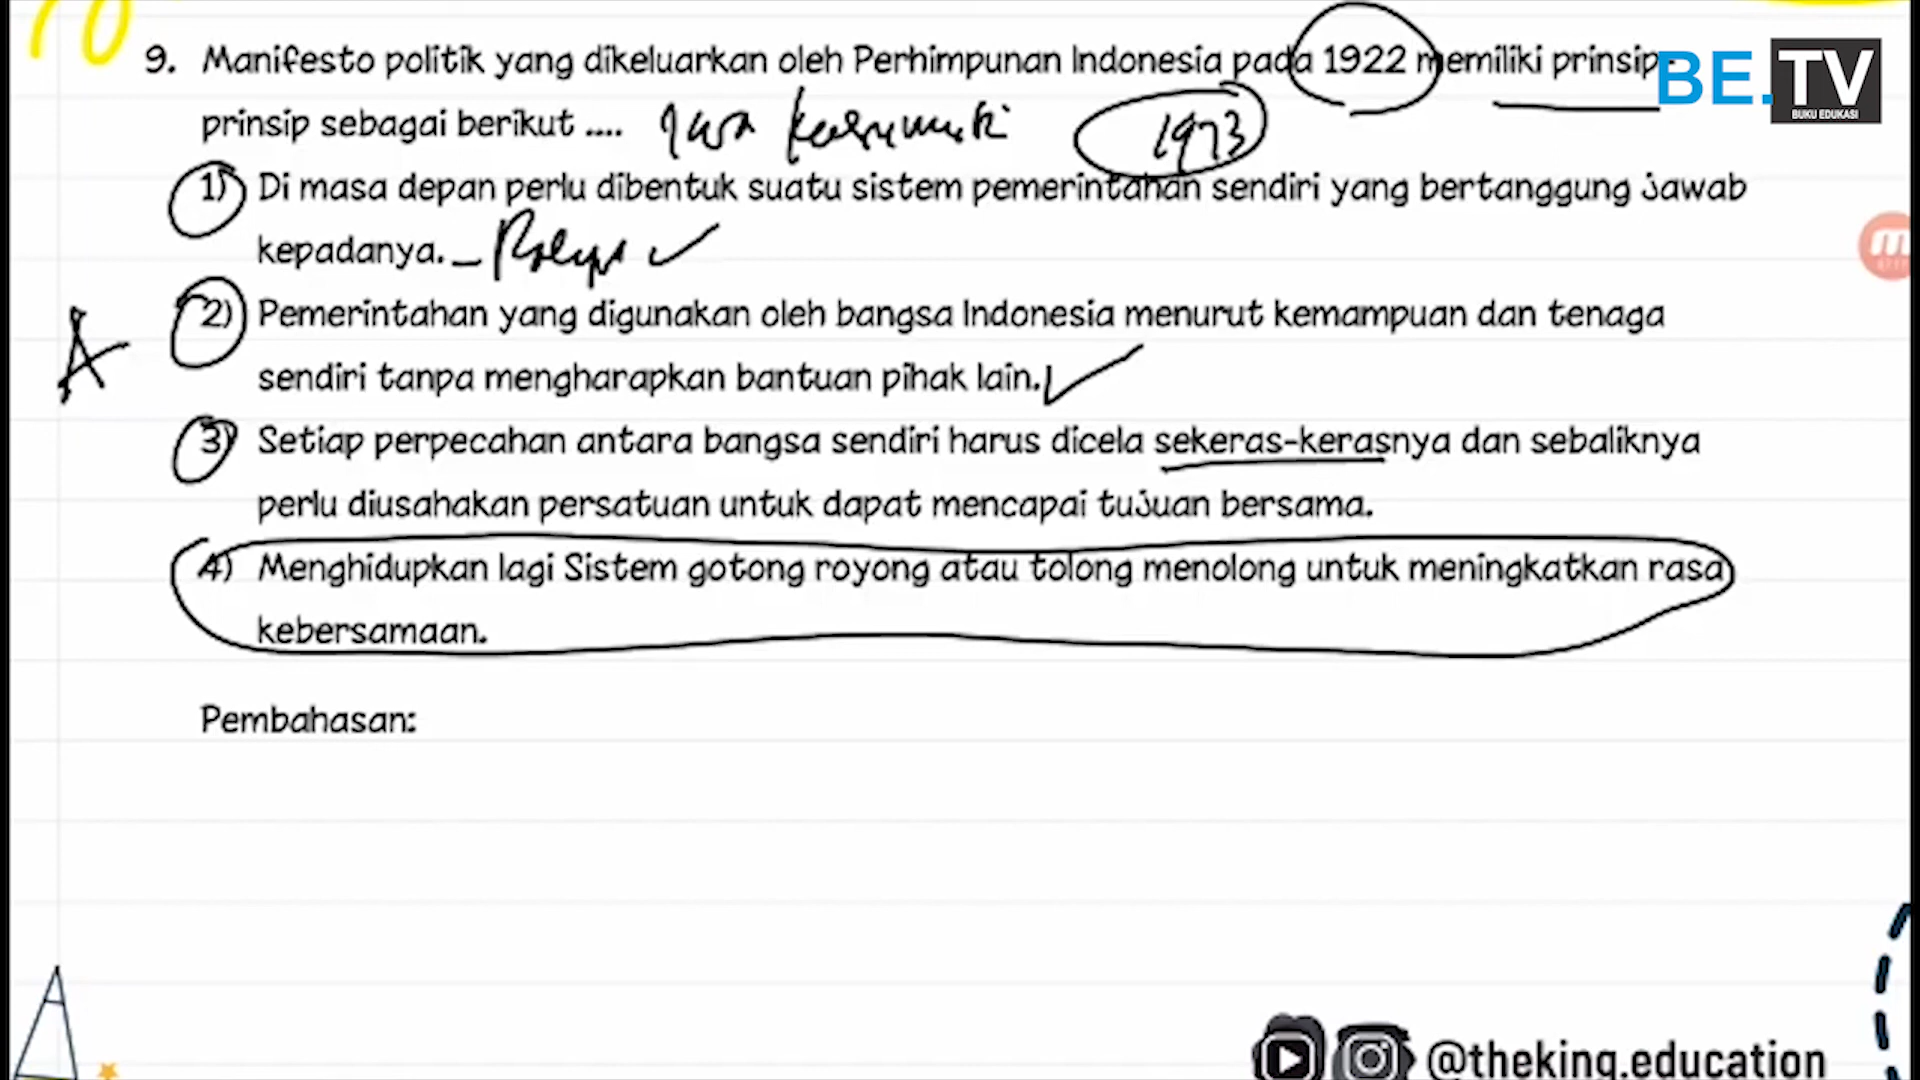 9. Manifesto politik yang dikeluarkan oleh Perhimpunan Indonesia pada 1922 memiliki prinsip-
BE.TV
BUKU EDUKASI
prinsip sebagai berikut ....
1973
1) Di masa depan perlu dibentuk suatu sistem pemerintahan sendiri yang bertanggung jawab
kepadanya.
2) Pemerintahan yang digunakan oleh bangsa Indonesia menurut kemampuan dan tenaga
sendiri tanpa mengharapkan bantuan pihak lain.
A
3) Setiap perpecahan antara bangsa sendiri harus dicela sekeras-kerasnya dan sebaliknya
perlu diusahakan persatuan untuk dapat mencapai tujuan bersama.
4) Menghidupkan lagi Sistem gotong royong atau tolong menolong untuk meningkatkan rasa
kebersamaan.
Pembahasan:
@theking.education